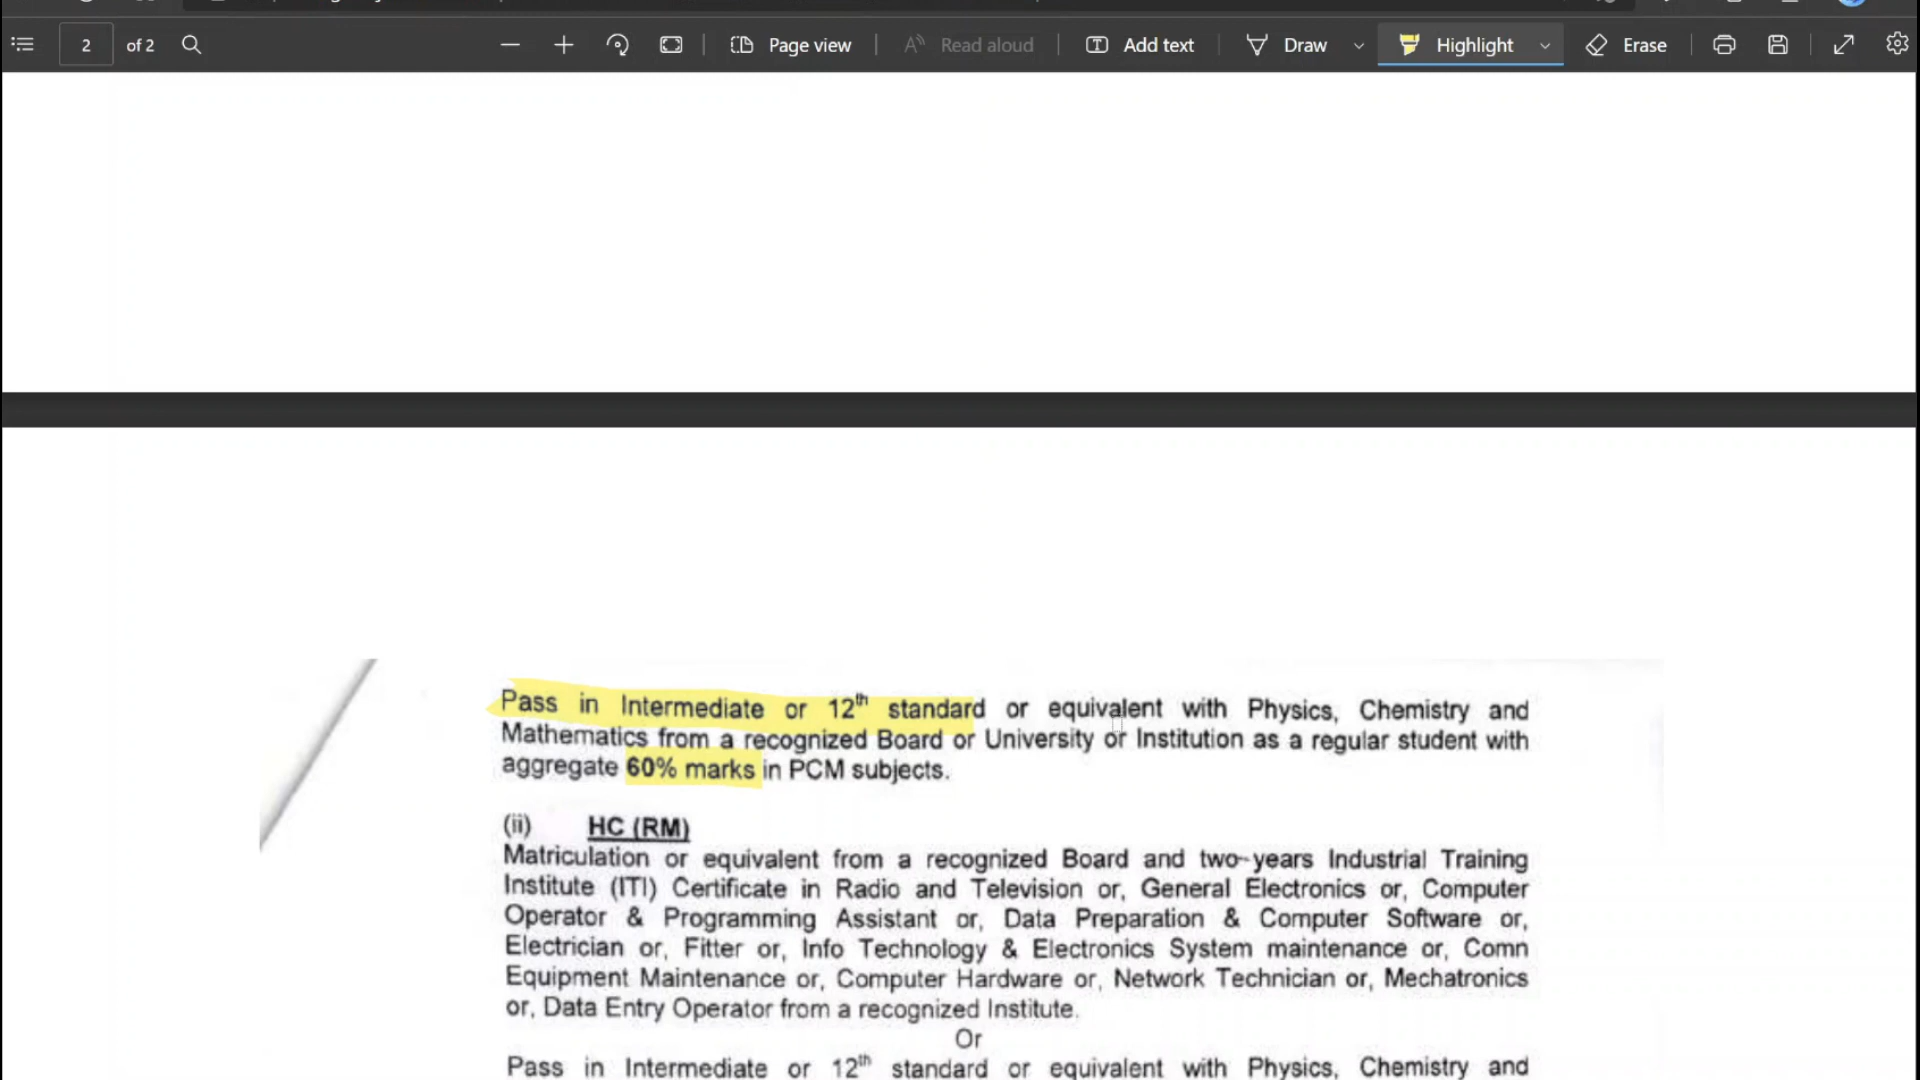 2 of 2 Page view Read aloud Add text Draw Highlight Erase
Pass in Intermediate or 12th standard or equivalent with Physics, Chemistry and
Mathematics from a recognized Board or University or Institution as a regular student with
aggregate 60% marks in PCM subjects.
(ii) HC (RM)
Matriculation or equivalent from a recognized Board and two-years Industrial Training
Institute (ITI) Certificate in Radio and Television or, General Electronics or, Computer
Operator & Programming Assistant or, Data Preparation & Computer Software or,
Electrician or, Fitter or, Info Technology & Electronics System maintenance or, Comn
Equipment Maintenance or, Computer Hardware or, Network Technician or, Mechatronics
or, Data Entry Operator from a recognized Institute.
Or
Pass in Intermediate or 12th standard or equivalent with Physics, Chemistry and